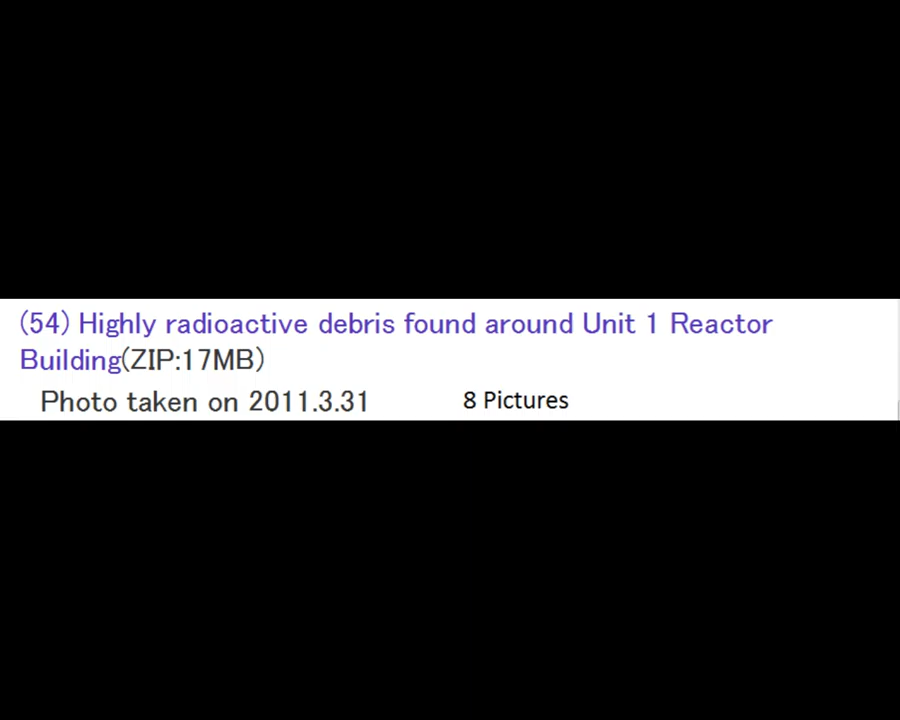 (54) Highly radioactive debris found around Unit 1 Reactor
Building(ZIP:17MB)
Photo taken on 2011.3.31 8 Pictures